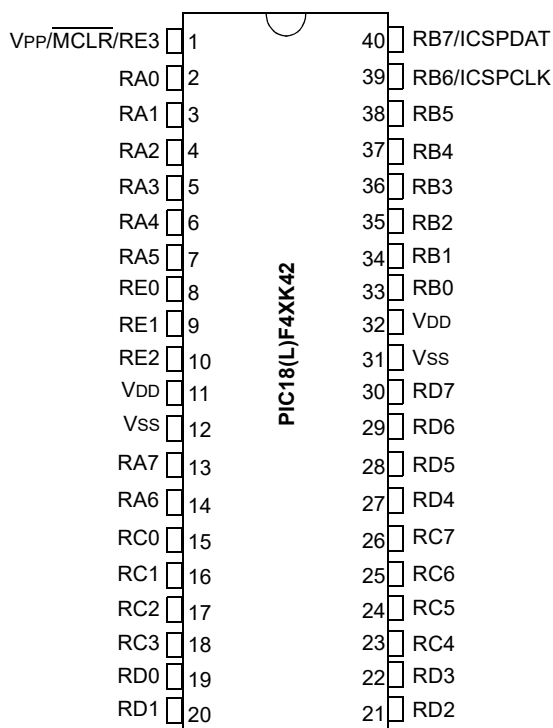 VPP/MCLR/RE3 1 40 RB7/ICSPDAT
RA0 2 39 RB6/ICSPCLK
RA1 3 38 RB5
RA2 4 37 RB4
RA3 5 36 RB3
RA4 6 35 RB2
RA5 7 34 RB1
RE0 8 33 RB0
RE1 9 32 VDD
RE2 10 31 VSS
VDD 11 30 RD7
VSS 12 29 RD6
RA7 13 28 RD5
RA6 14 27 RD4
RC0 15 26 RC7
RC1 16 25 RC6
RC2 17 24 RC5
RC3 18 23 RC4
RD0 19 22 RD3
RD1 20 21 RD2
PIC18(L)F4XK42